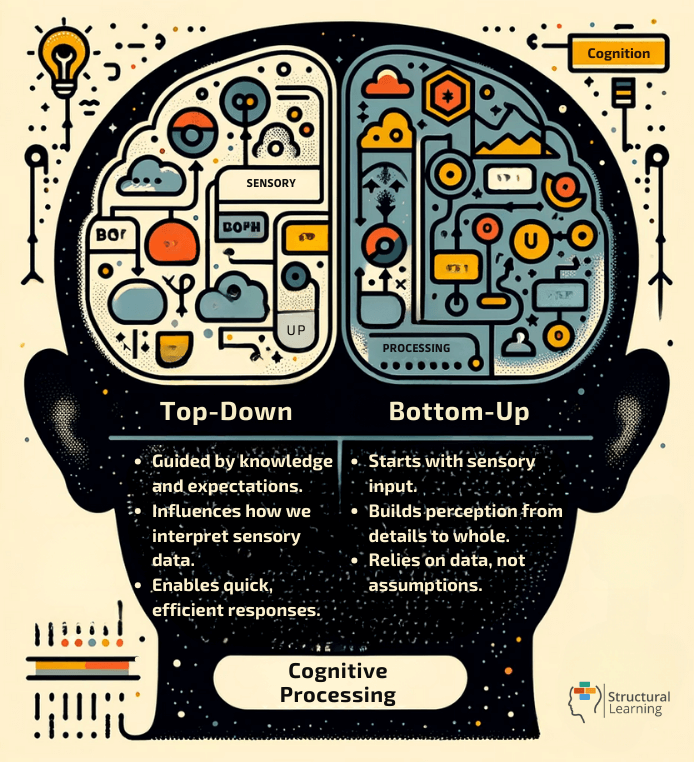 Cognition
SENSORY
UP
U
PROCESSING
Top-Down
Bottom-Up
• Guided by knowledge
and expectations.
• Influences how we
interpret sensory
data.
• Enables quick,
efficient responses.
• Starts with sensory
input.
• Builds perception from
details to whole.
• Relies on data, not
assumptions.
Cognitive
Processing
Structural
Learning